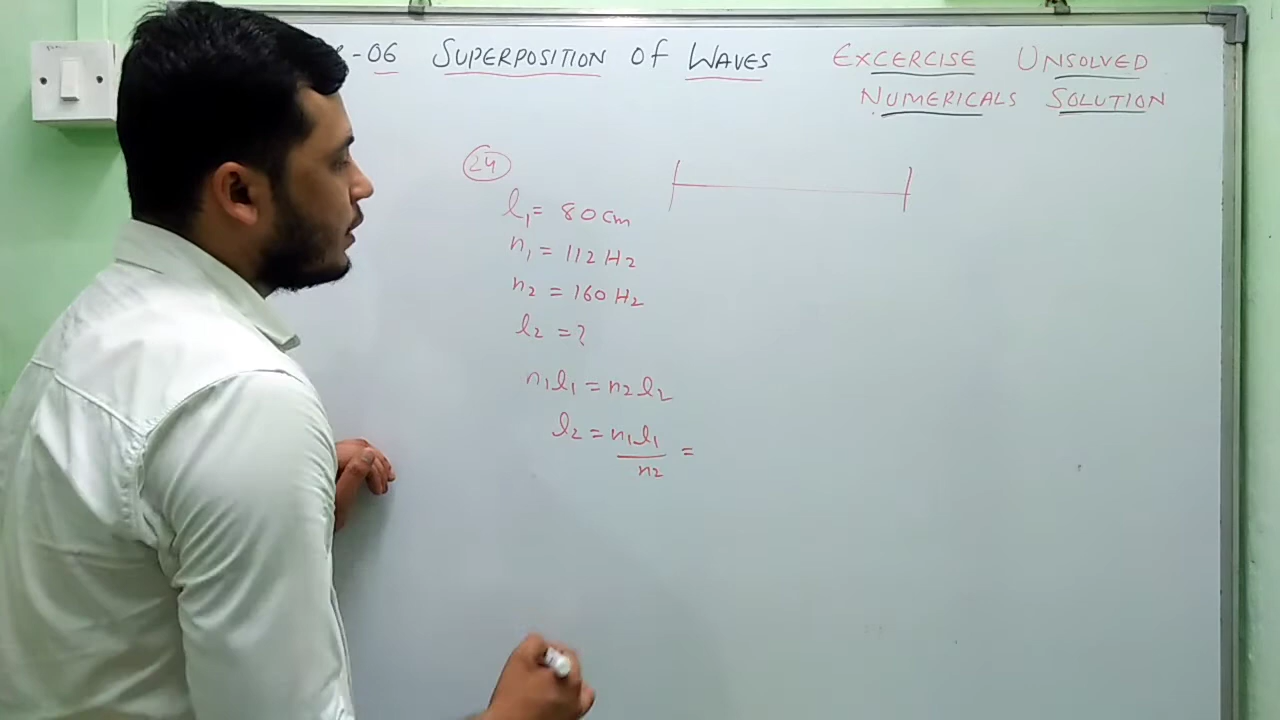 -06 SUPERPOSITION OF WAVES EXCERCISE UNSOLVED
NUMERICALS SOLUTION
24
l₁ = 80 cm
n₁ = 112 Hz
n₂ = 160 Hz
l₂ = ?
n₁l₁ = n₂l₂
l₂ = n₁l₁ / n₂ =